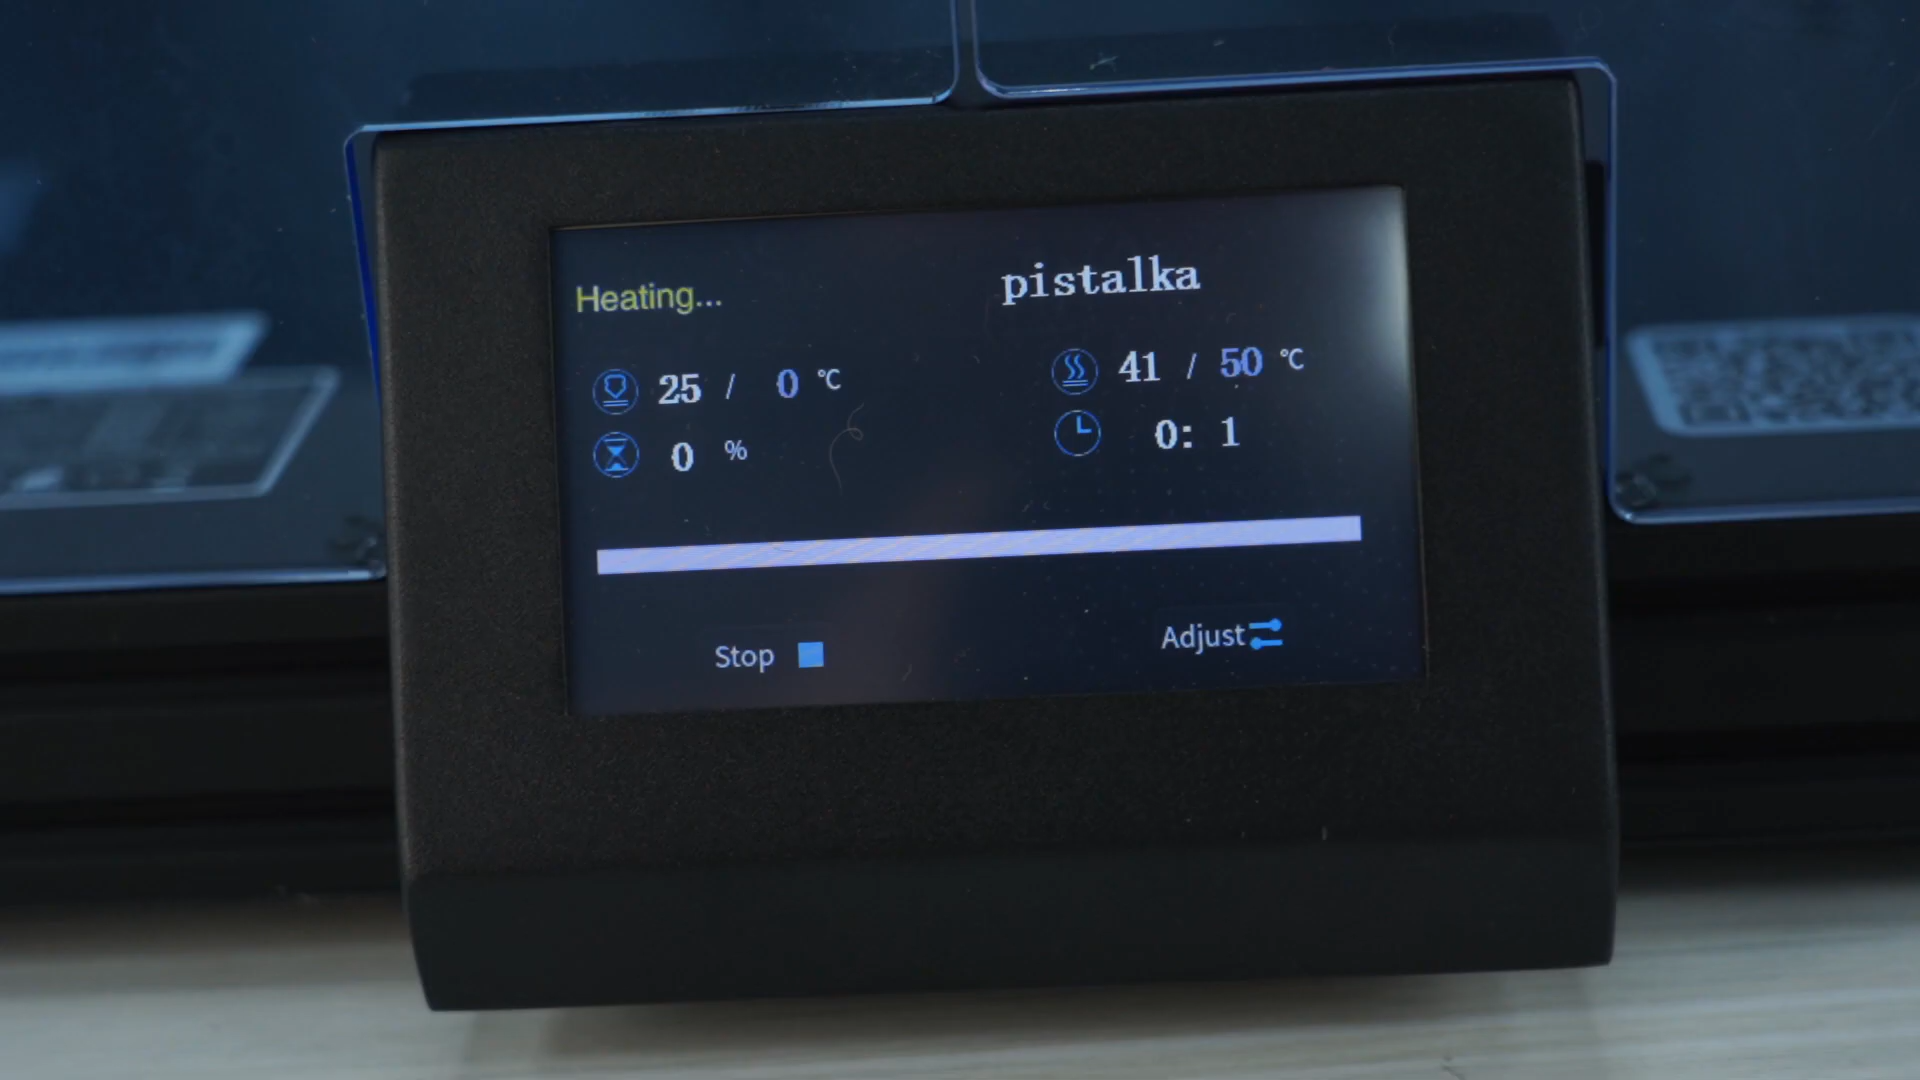 Heating...
pistalka
25 / 0 ℃
41 / 50 ℃
0 %
0: 1
Stop
Adjust